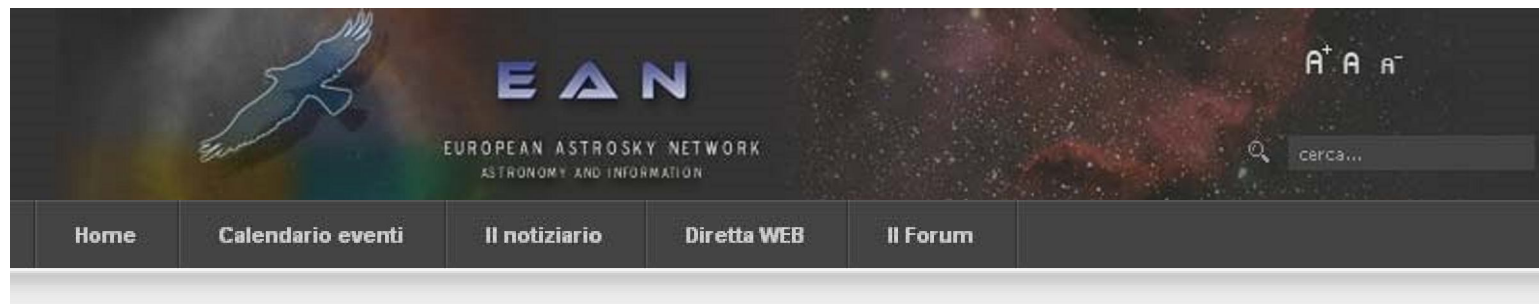 EAN
EUROPEAN ASTROSKY NETWORK
ASTRONOMY AND INFORMATION
A+ A A-
cerca...
Home Calendario eventi Il notiziario Diretta WEB Il Forum